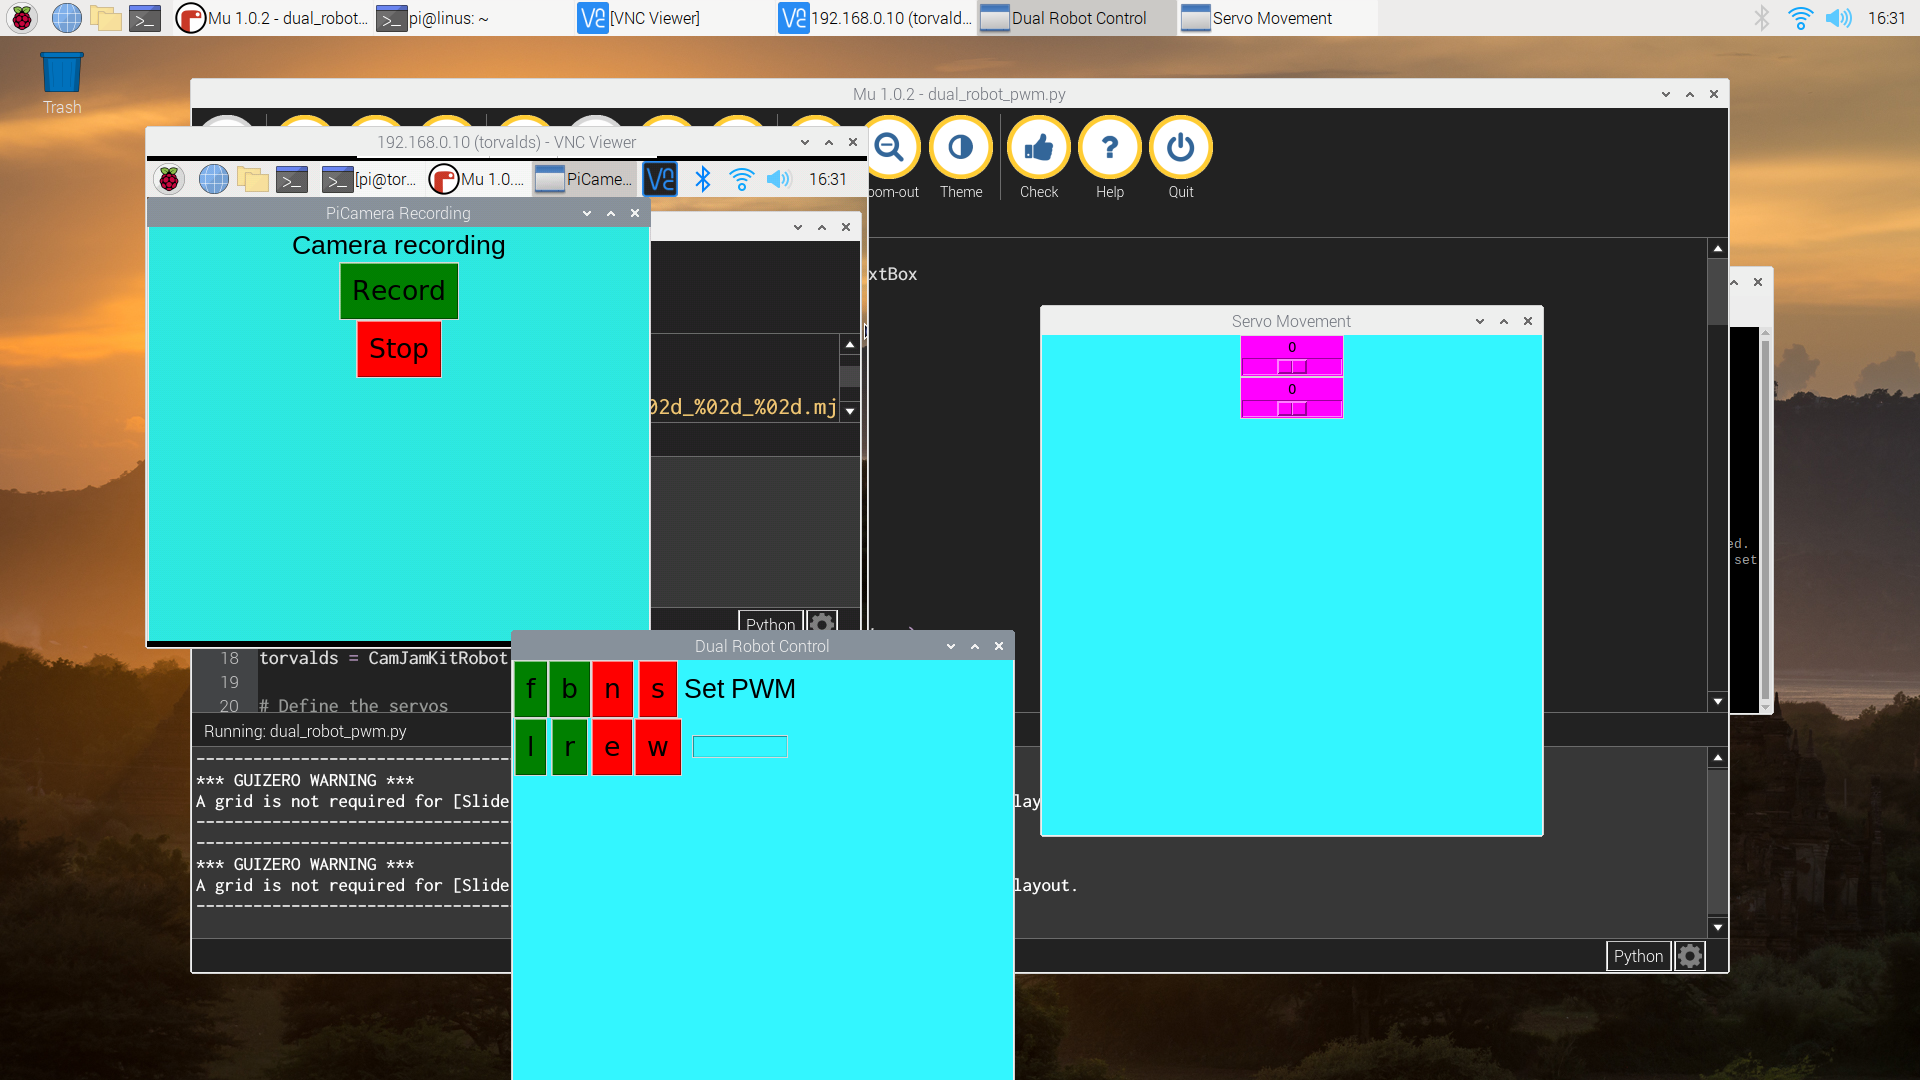 Mu 1.0.2 - dual_robot...
pi@linus: ~
[VNC Viewer]
192.168.0.10 (torvald...
Dual Robot Control
Servo Movement
16:31
Trash
Mu 1.0.2 - dual_robot_pwm.py
192.168.0.10 (torvalds) - VNC Viewer
oom-out
Theme
Check
Help
Quit
[pi@tor...
Mu 1.0....
PiCame...
16:31
PiCamera Recording
Camera recording
Record
Stop
xtBox
02d_%02d_%02d.mj
Python
Servo Movement
0
0
ed.
set
Dual Robot Control
f b n s Set PWM
l r e w
18 torvalds = CamJamKitRobot
19
20 # Define the servos
Running: dual_robot_pwm.py
*** GUIZERO WARNING ***
A grid is not required for [Slide
lay
*** GUIZERO WARNING ***
A grid is not required for [Slide
layout.
Python